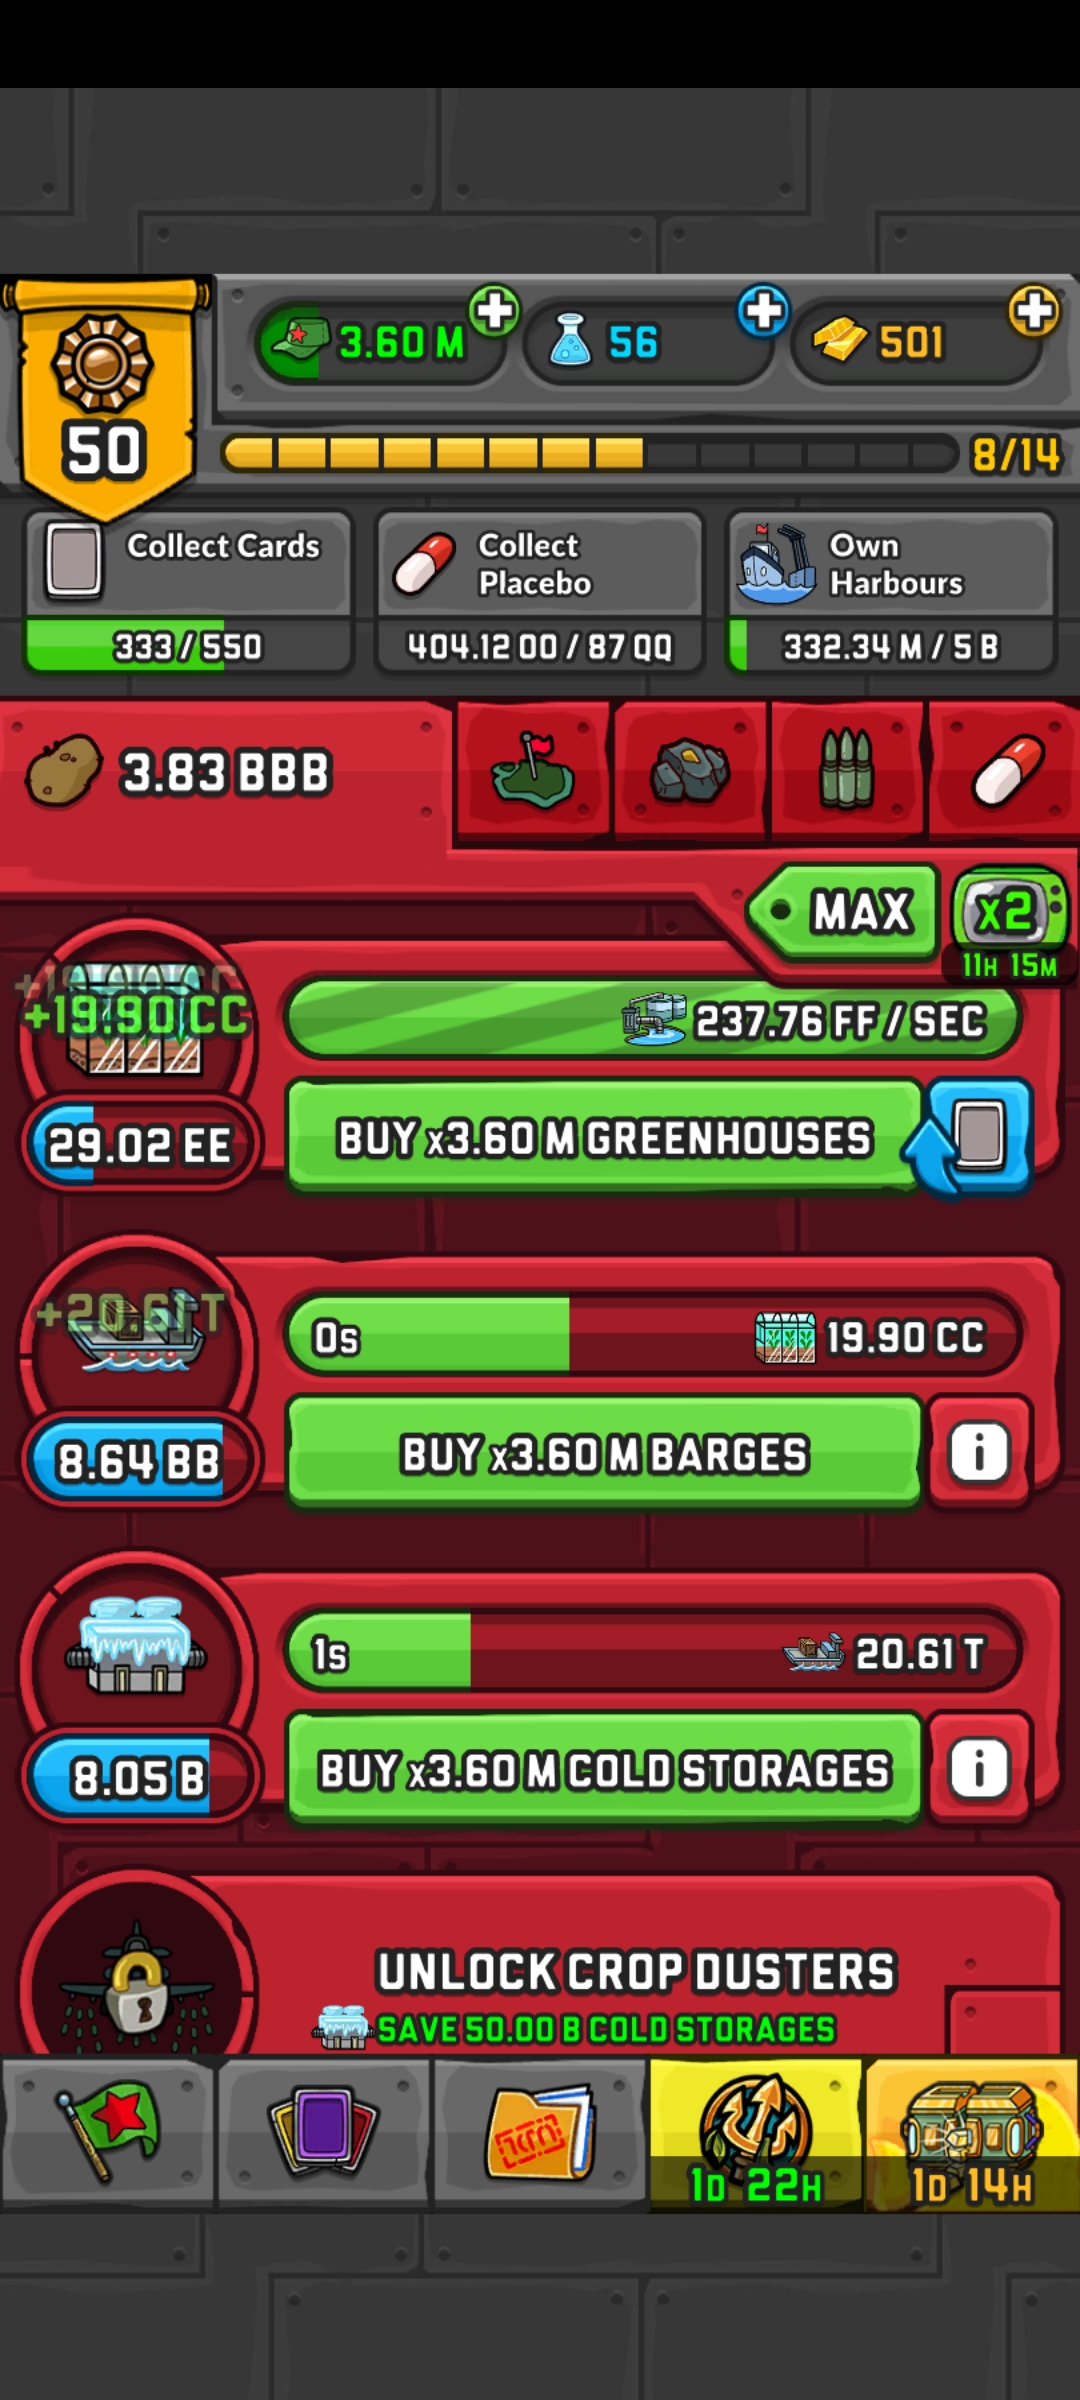 3.60 M
56
501
50
8/14
Collect Cards
333 / 550
Collect
Placebo
404.12 OO / 87 QQ
Own
Harbours
332.34 M / 5 B
3.83 BBB
MAX
x2
11H 15M
+19.90 CC
+19.90 CC
237.76 FF / SEC
29.02 EE
BUY x3.60 M GREENHOUSES
+20.61 T
0s
19.90 CC
8.64 BB
BUY x3.60 M BARGES
i
1s
20.61 T
8.05 B
BUY x3.60 M COLD STORAGES
i
UNLOCK CROP DUSTERS
SAVE 50.00 B COLD STORAGES
1D 22H
1D 14H